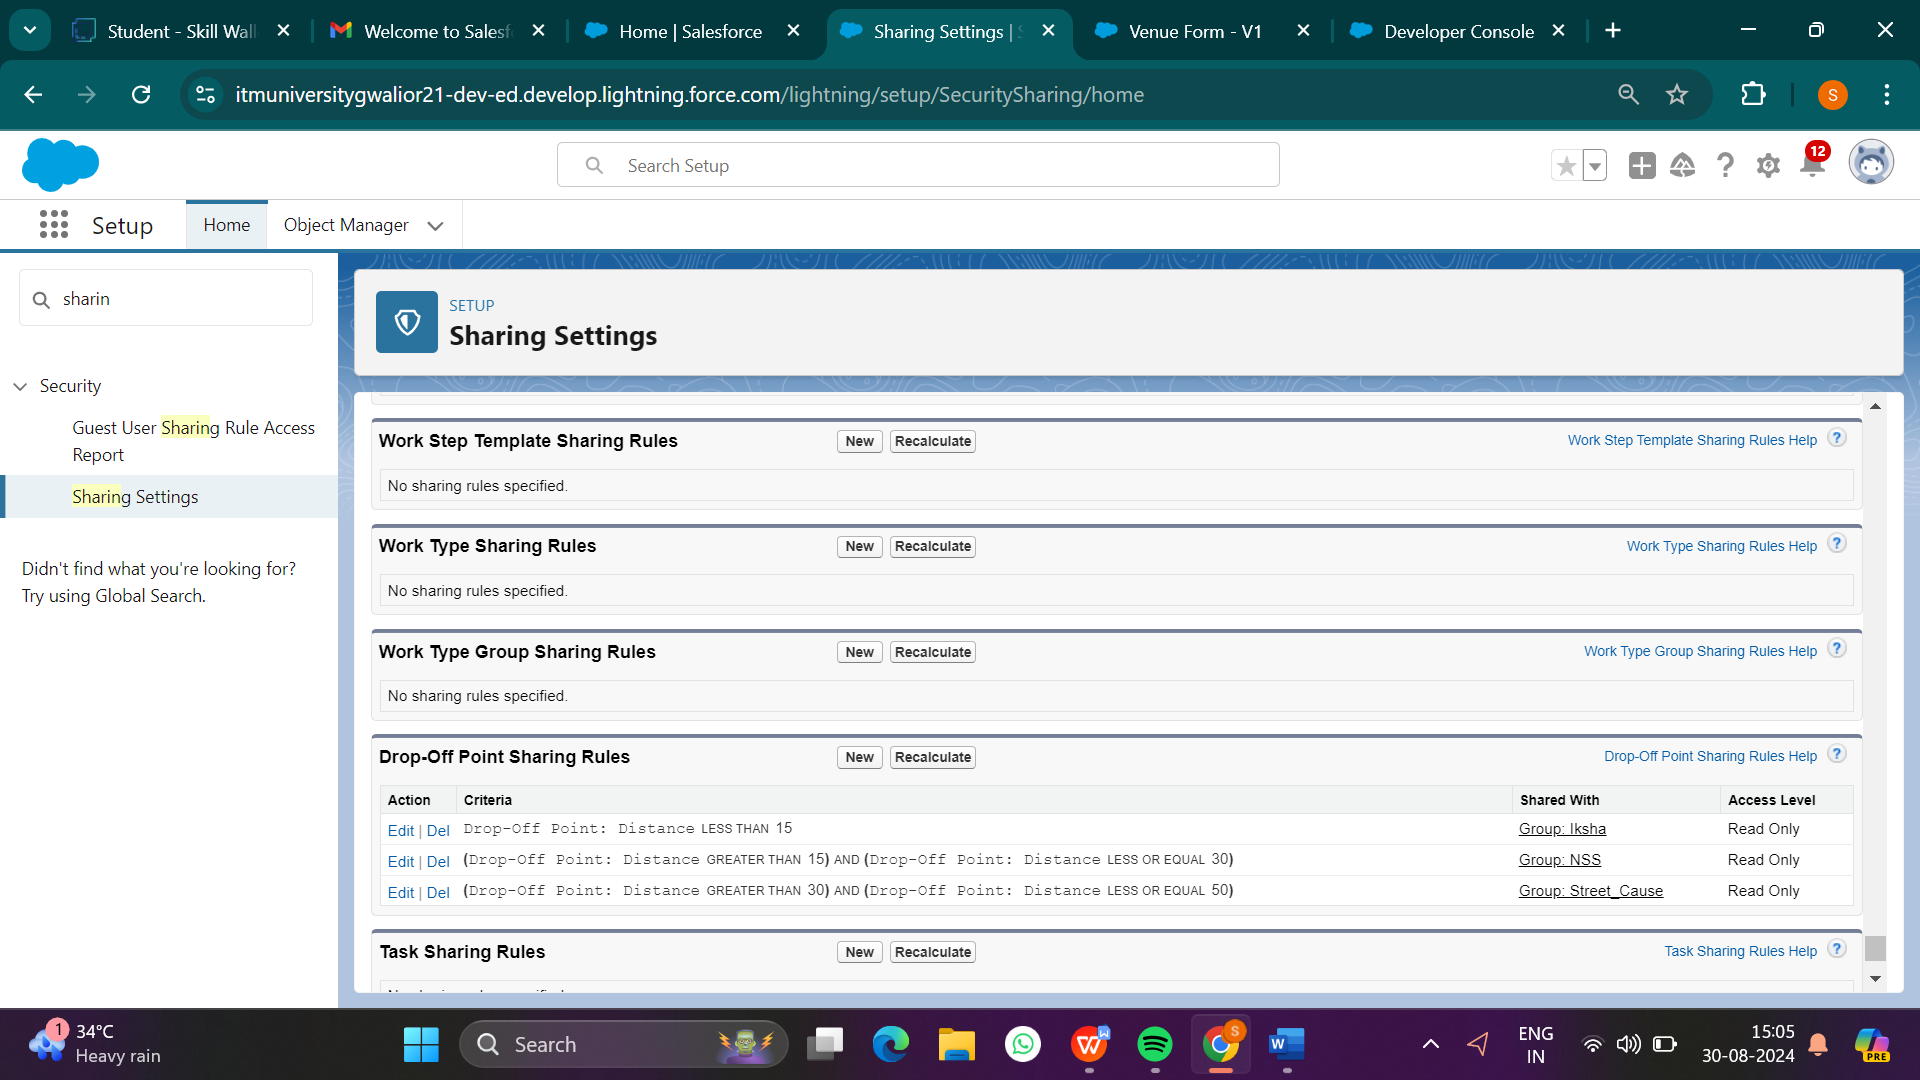 Student - Skill Wall
Welcome to Salesf
Home | Salesforce
Sharing Settings | S
Venue Form - V1
Developer Console
itmuniversitygwalior21-dev-ed.develop.lightning.force.com/lightning/setup/SecuritySharing/home
S
Search Setup
12
Setup
Home
Object Manager
sharin
Security
Guest User Sharing Rule Access
Report
Sharing Settings
Didn't find what you're looking for?
Try using Global Search.
SETUP
Sharing Settings
Work Step Template Sharing Rules New Recalculate Work Step Template Sharing Rules Help ?
No sharing rules specified.
Work Type Sharing Rules New Recalculate Work Type Sharing Rules Help ?
No sharing rules specified.
Work Type Group Sharing Rules New Recalculate Work Type Group Sharing Rules Help ?
No sharing rules specified.
Drop-Off Point Sharing Rules New Recalculate Drop-Off Point Sharing Rules Help ?
Action Criteria Shared With Access Level
Edit | Del Drop-Off Point: Distance LESS THAN 15 Group: Iksha Read Only
Edit | Del (Drop-Off Point: Distance GREATER THAN 15) AND (Drop-Off Point: Distance LESS OR EQUAL 30) Group: NSS Read Only
Edit | Del (Drop-Off Point: Distance GREATER THAN 30) AND (Drop-Off Point: Distance LESS OR EQUAL 50) Group: Street_Cause Read Only
Task Sharing Rules New Recalculate Task Sharing Rules Help ?
1
34°C
Heavy rain
Search
W
S
W
ENG
IN
15:05
30-08-2024
PRE